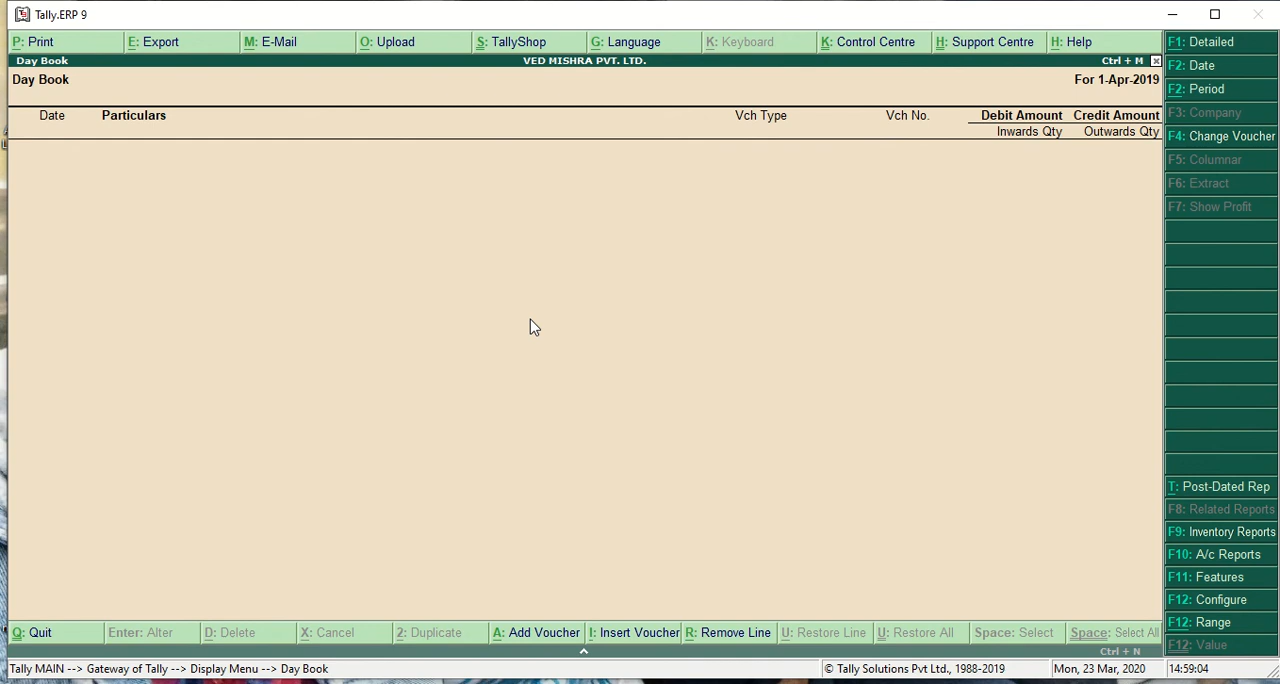 Tally.ERP 9
P: Print E: Export M: E-Mail O: Upload S: TallyShop G: Language K: Keyboard K: Control Centre H: Support Centre H: Help
Day Book VED MISHRA PVT. LTD. Ctrl + M
Day Book For 1-Apr-2019
Date Particulars Vch Type Vch No. Debit Amount Credit Amount
Inwards Qty Outwards Qty
F1: Detailed
F2: Date
F2: Period
F3: Company
F4: Change Voucher
F5: Columnar
F6: Extract
F7: Show Profit
T: Post-Dated Rep
F8: Related Reports
F9: Inventory Reports
F10: A/c Reports
F11: Features
F12: Configure
F12: Range
F12: Value
Q: Quit Enter: Alter D: Delete X: Cancel 2: Duplicate A: Add Voucher I: Insert Voucher R: Remove Line U: Restore Line U: Restore All Space: Select Space: Select All
Ctrl + N
Tally MAIN --> Gateway of Tally --> Display Menu --> Day Book © Tally Solutions Pvt Ltd., 1988-2019 Mon, 23 Mar, 2020 14:59:04